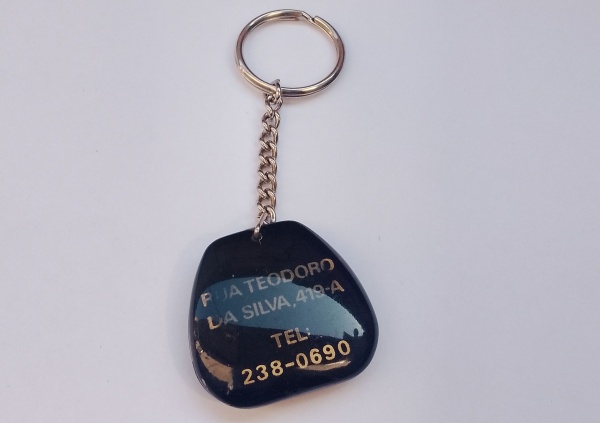 RUA TEODORO
DA SILVA, 419-A
TEL:
238-0690